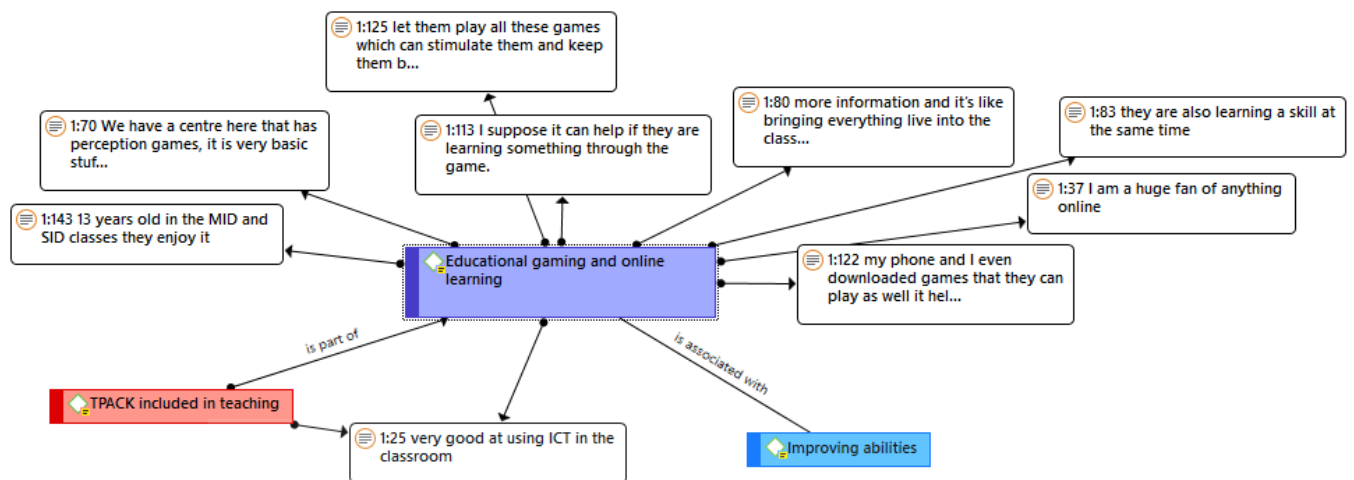 1:125 let them play all these games
which can stimulate them and keep
them b...
1:80 more information and it's like
bringing everything live into the
class...
1:83 they are also learning a skill at
the same time
1:70 We have a centre here that has
perception games, it is very basic
stuf...
1:113 I suppose it can help if they are
learning something through the
game.
1:37 I am a huge fan of anything
online
1:143 13 years old in the MID and
SID classes they enjoy it
Educational gaming and online
learning
1:122 my phone and I even
downloaded games that they can
play as well it hel...
is part of
is associated with
TPACK included in teaching
1:25 very good at using ICT in the
classroom
Improving abilities